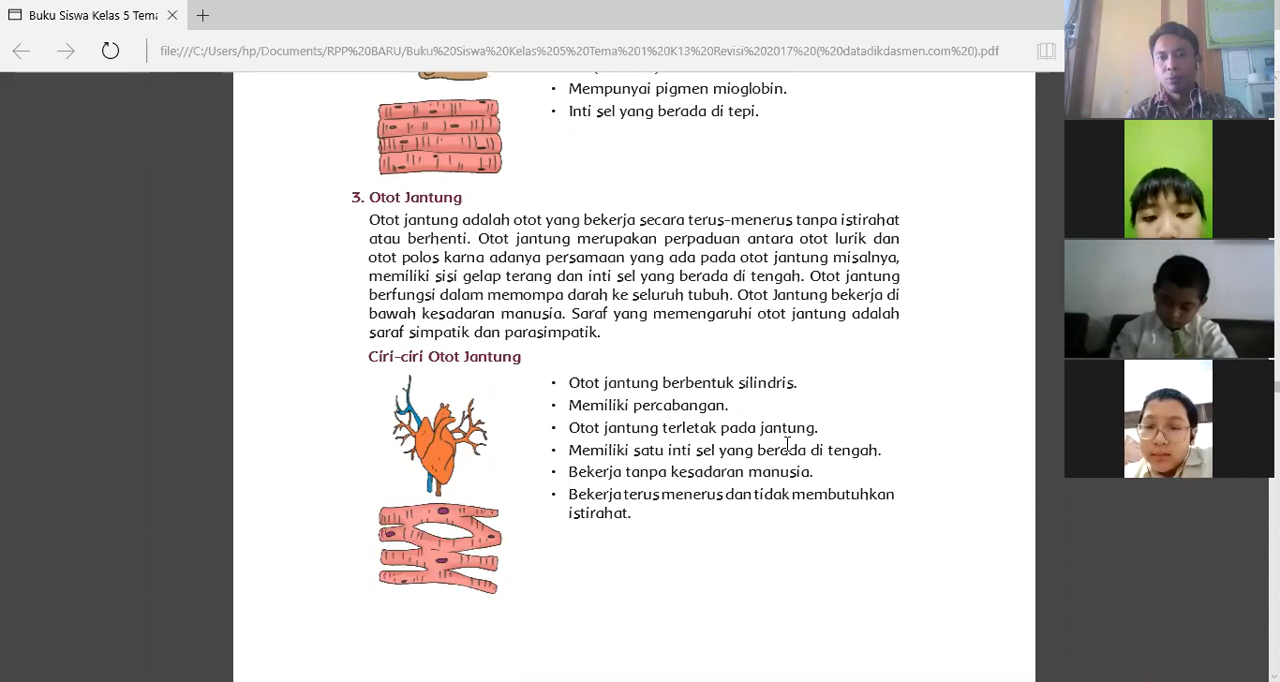 Buku Siswa Kelas 5 Tema
file:///C:/Users/hp/Documents/RPP%20BARU/Buku%20Siswa%20Kelas%205%20Tema%201%20K13%20Revisi%202017%20(%20datadikdasmen.com%20).pdf
• Mempunyai pigmen mioglobin.
• Inti sel yang berada di tepi.
3. Otot Jantung
Otot jantung adalah otot yang bekerja secara terus-menerus tanpa istirahat
atau berhenti. Otot jantung merupakan perpaduan antara otot lurik dan
otot polos karna adanya persamaan yang ada pada otot jantung misalnya,
memiliki sisi gelap terang dan inti sel yang berada di tengah. Otot jantung
berfungsi dalam memompa darah ke seluruh tubuh. Otot Jantung bekerja di
bawah kesadaran manusia. Saraf yang memengaruhi otot jantung adalah
saraf simpatik dan parasimpatik.
Ciri-ciri Otot Jantung
• Otot jantung berbentuk silindris.
• Memiliki percabangan.
• Otot jantung terletak pada jantung.
• Memiliki satu inti sel yang berada di tengah.
• Bekerja tanpa kesadaran manusia.
• Bekerja terus menerus dan tidak membutuhkan
istirahat.